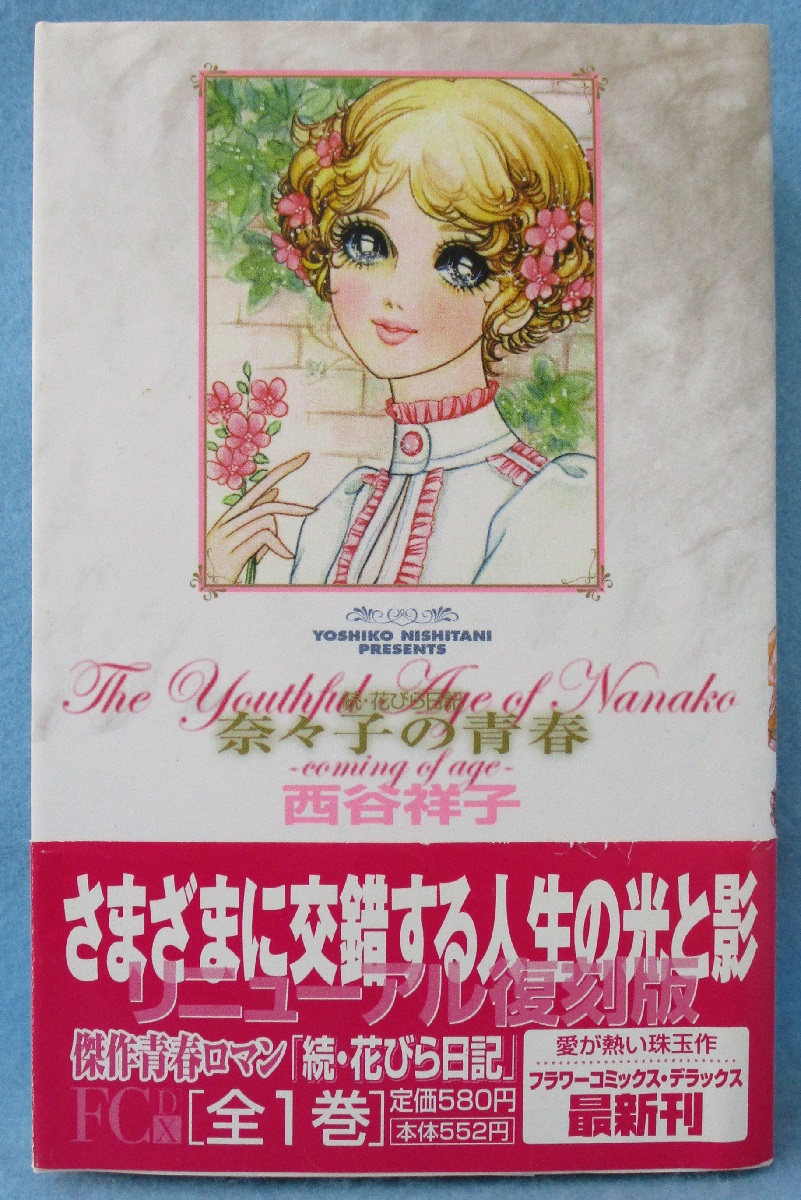 YOSHIKO NISHITANI
PRESENTS
The Youthful Age of Nanako
続・花びら日記
奈々子の青春
-coming of age-
西谷祥子
さまざまに交錯する人生の光と影
リニューアル復刻版
傑作青春ロマン「続・花びら日記」
FCDX [全1巻] 定価580円
本体552円
愛が熱い珠玉作
フラワーコミックス・デラックス
最新刊